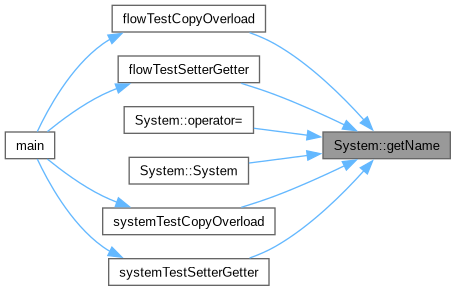 flowTestCopyOverload
flowTestSetterGetter
System::operator=
main
System::getName
System::System
systemTestCopyOverload
systemTestSetterGetter